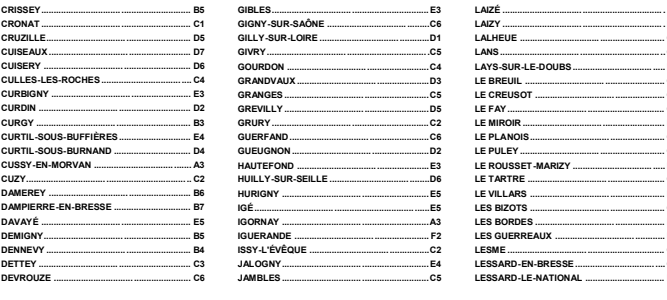 CRISSEY B5
CRONAT C1
CRUZILLE D5
CUISEAUX D7
CUISERY D6
CULLES-LES-ROCHES C4
CURBIGNY E3
CURDIN D2
CURGY B3
CURTIL-SOUS-BUFFIÈRES E4
CURTIL-SOUS-BURNAND D4
CUSSY-EN-MORVAN A3
CUZY C2
DAMEREY B6
DAMPIERRE-EN-BRESSE B7
DAVAYÉ E5
DEMIGNY B5
DENNEVY B4
DETTEY C3
DEVROUZE C6
GIBLES E3
GIGNY-SUR-SAÔNE C6
GILLY-SUR-LOIRE D1
GIVRY C5
GOURDON C4
GRANDVAUX D3
GRANGES C5
GREVILLY D5
GRURY C2
GUERFAND C6
GUEUGNON D2
HAUTEFOND E3
HUILLY-SUR-SEILLE D6
HURIGNY E5
IGÉ E5
IGORNAY A3
IGUERANDE F2
ISSY-L'ÉVÊQUE C2
JALOGNY E4
JAMBLES C5
LAIZÉ
LAIZY
LALHEUE
LANS
LAYS-SUR-LE-DOUBS
LE BREUIL
LE CREUSOT
LE FAY
LE MIROIR
LE PLANOIS
LE PULEY
LE ROUSSET-MARIZY
LE TARTRE
LE VILLARS
LES BIZOTS
LES BORDES
LES GUERREAUX
LESME
LESSARD-EN-BRESSE
LESSARD-LE-NATIONAL